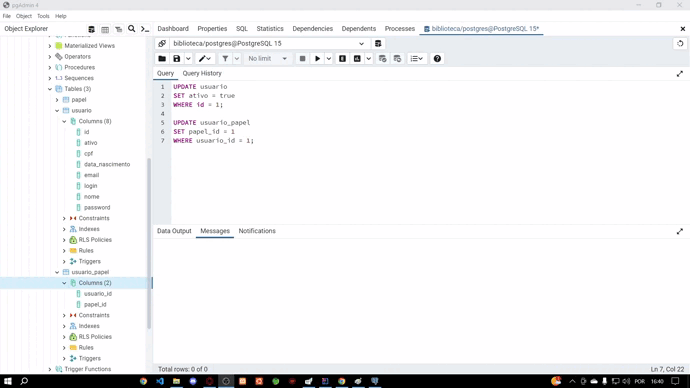 pgAdmin 4
File Object Tools Help
Object Explorer
Dashboard Properties SQL Statistics Dependencies Dependents Processes biblioteca/postgres@PostgreSQL 15*
biblioteca/postgres@PostgreSQL 15
No limit
Query Query History
1 UPDATE usuario
2 SET ativo = true
3 WHERE id = 1;
4
5 UPDATE usuario_papel
6 SET papel_id = 1
7 WHERE usuario_id = 1;
Data Output Messages Notifications
Functions
Materialized Views
Operators
Procedures
Sequences
Tables (3)
papel
usuario
Columns (8)
id
ativo
cpf
data_nascimento
email
login
nome
password
Constraints
Indexes
RLS Policies
Rules
Triggers
usuario_papel
Columns (2)
usuario_id
papel_id
Constraints
Indexes
RLS Policies
Rules
Triggers
Trigger Functions
Total rows: 0 of 0
Ln 7, Col 22
POR 16:40